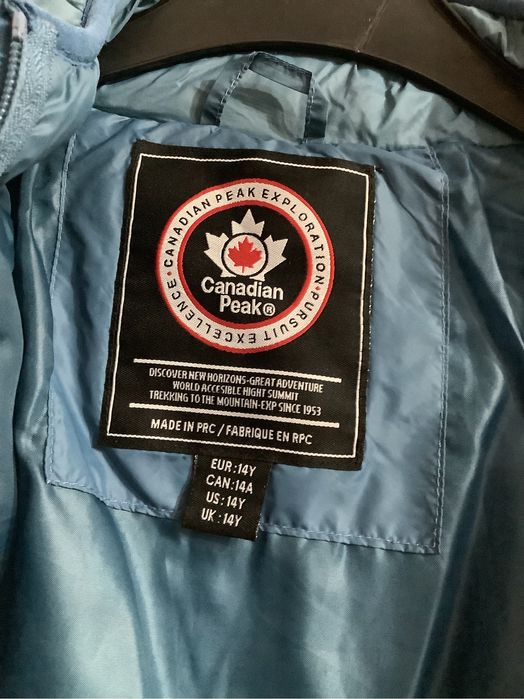 CANADIAN PEAK EXPLORATION • PURSUIT EXCELLENCE •
Canadian
Peak®
DISCOVER NEW HORIZONS-GREAT ADVENTURE
WORLD ACCESIBLE HIGHT SUMMIT
TREKKING TO THE MOUNTAIN-EXP SINCE 1953
MADE IN PRC / FABRIQUE EN RPC
EUR:14Y
CAN:14A
US:14Y
UK:14Y